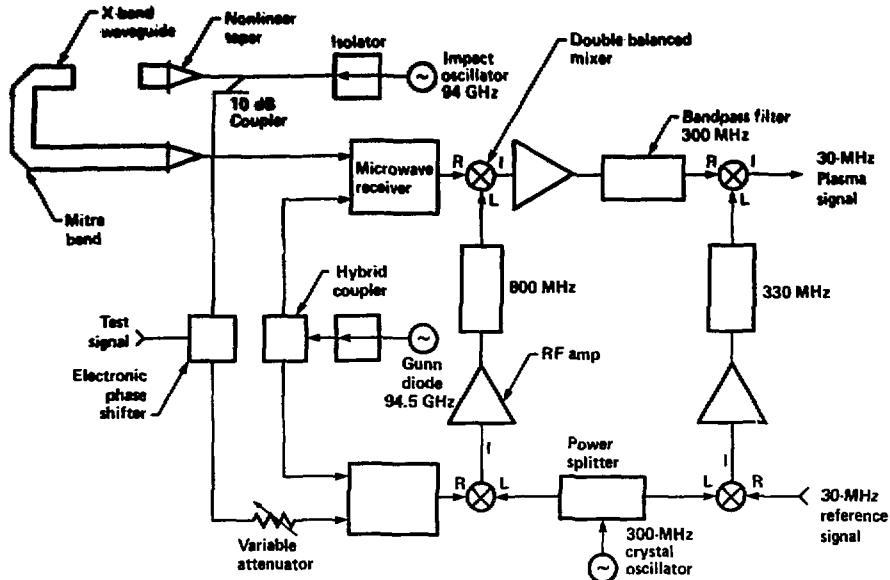 X-band
waveguide
Nonlinear
taper
Isolator
Impact
oscillator
94 GHz
Double-balanced
mixer
10 dB
Coupler
Bandpass filter
300 MHz
Microwave
receiver
R
I
L
R
I
L
30-MHz
Plasma
signal
Mitre
bend
Hybrid
coupler
800 MHz
330 MHz
Test
signal
Electronic
phase
shifter
Gunn
diode
94.5 GHz
RF amp
I
Power
splitter
I
R
L
L
R
30-MHz
reference
signal
Variable
attenuator
300-MHz
crystal
oscillator